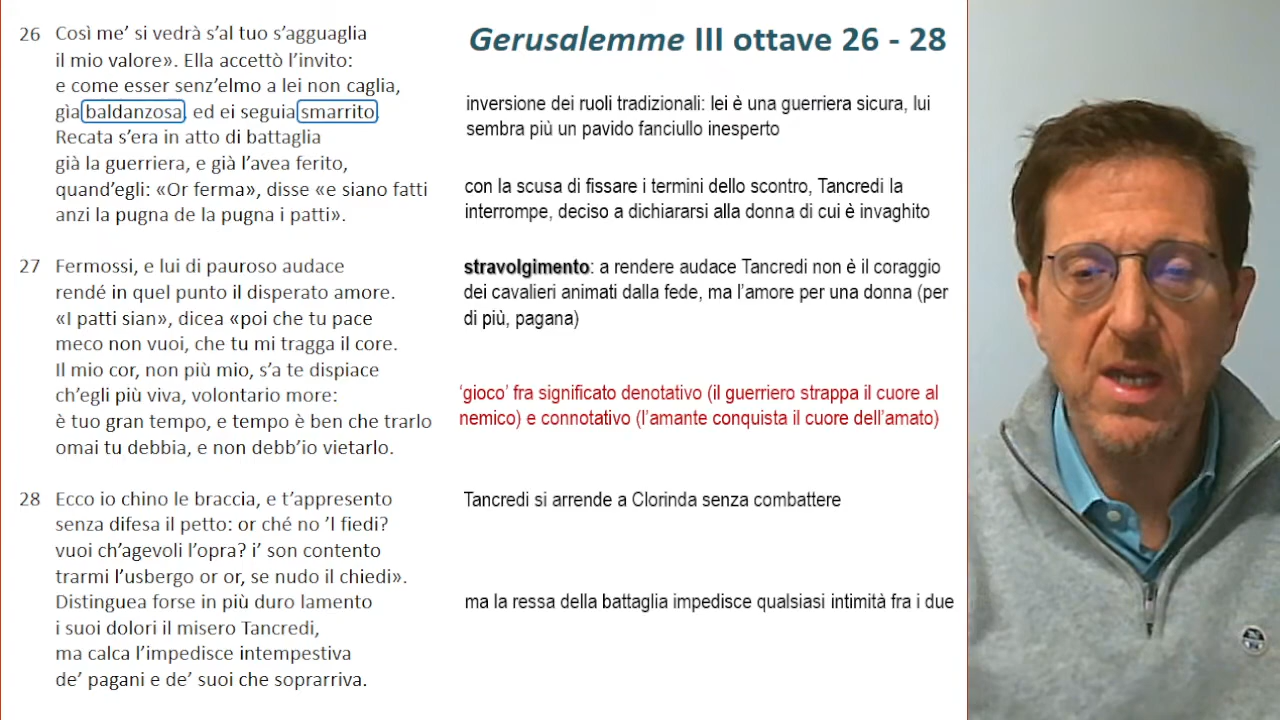 Gerusalemme III ottave 26 - 28
26 Così me’ si vedrà s’al tuo s’agguaglia
il mio valore». Ella accettò l’invito:
e come esser senz’elmo a lei non caglia,
gìa baldanzosa, ed ei seguia smarrito.
Recata s’era in atto di battaglia
già la guerriera, e già l’avea ferito,
quand’egli: «Or ferma», disse «e siano fatti
anzi la pugna de la pugna i patti».
27 Fermossi, e lui di pauroso audace
rendé in quel punto il disperato amore.
«I patti sian», dicea «poi che tu pace
meco non vuoi, che tu mi tragga il core.
Il mio cor, non più mio, s’a te dispiace
ch’egli più viva, volontario more:
è tuo gran tempo, e tempo è ben che trarlo
omai tu debbia, e non debb’io vietarlo.
28 Ecco io chino le braccia, e t’appresento
senza difesa il petto: or ché no ’l fiedi?
vuoi ch’agevoli l’opra? i’ son contento
trarmi l’usbergo or or, se nudo il chiedi».
Distinguea forse in più duro lamento
i suoi dolori il misero Tancredi,
ma calca l’impedisce intempestiva
de’ pagani e de’ suoi che soprarriva.
inversione dei ruoli tradizionali: lei è una guerriera sicura, lui
sembra più un pavido fanciullo inesperto
con la scusa di fissare i termini dello scontro, Tancredi la
interrompe, deciso a dichiararsi alla donna di cui è invaghito
stravolgimento: a rendere audace Tancredi non è il coraggio
dei cavalieri animati dalla fede, ma l’amore per una donna (per
di più, pagana)
‘gioco’ fra significato denotativo (il guerriero strappa il cuore al
nemico) e connotativo (l’amante conquista il cuore dell’amato)
Tancredi si arrende a Clorinda senza combattere
ma la ressa della battaglia impedisce qualsiasi intimità fra i due